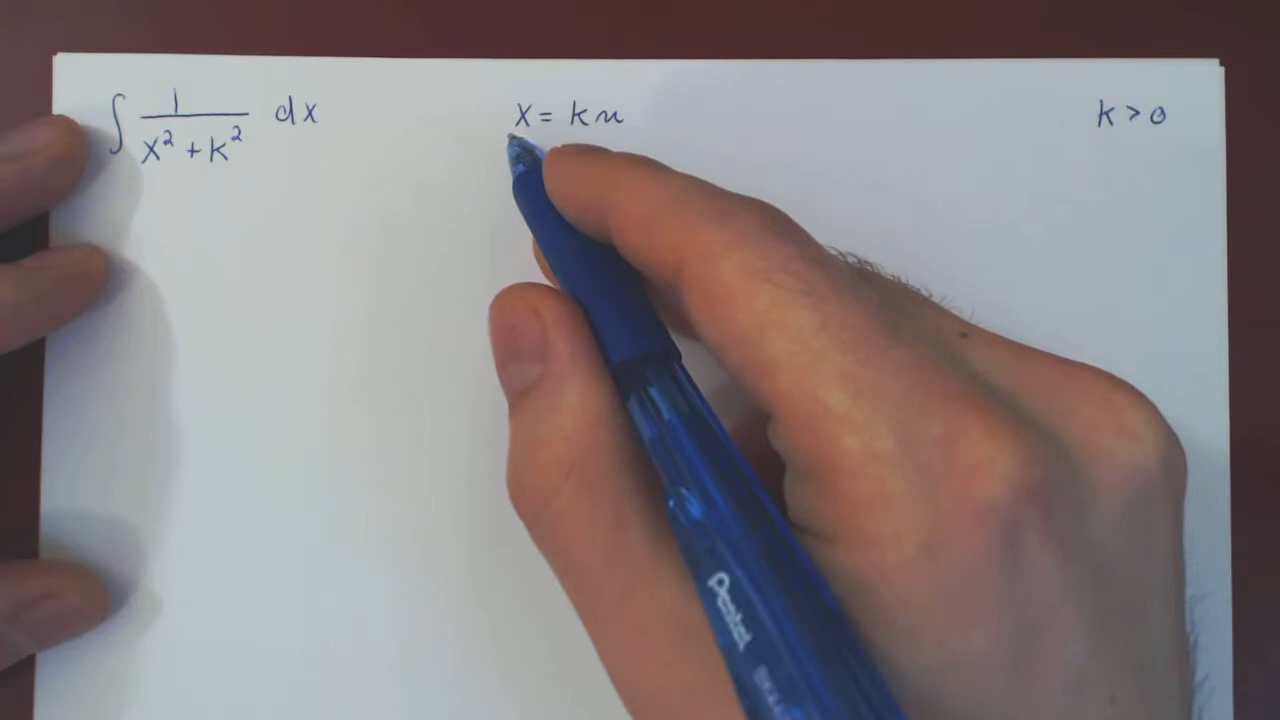 ∫ 1/(x² + k²) dx x = ku k > 0
Pentel